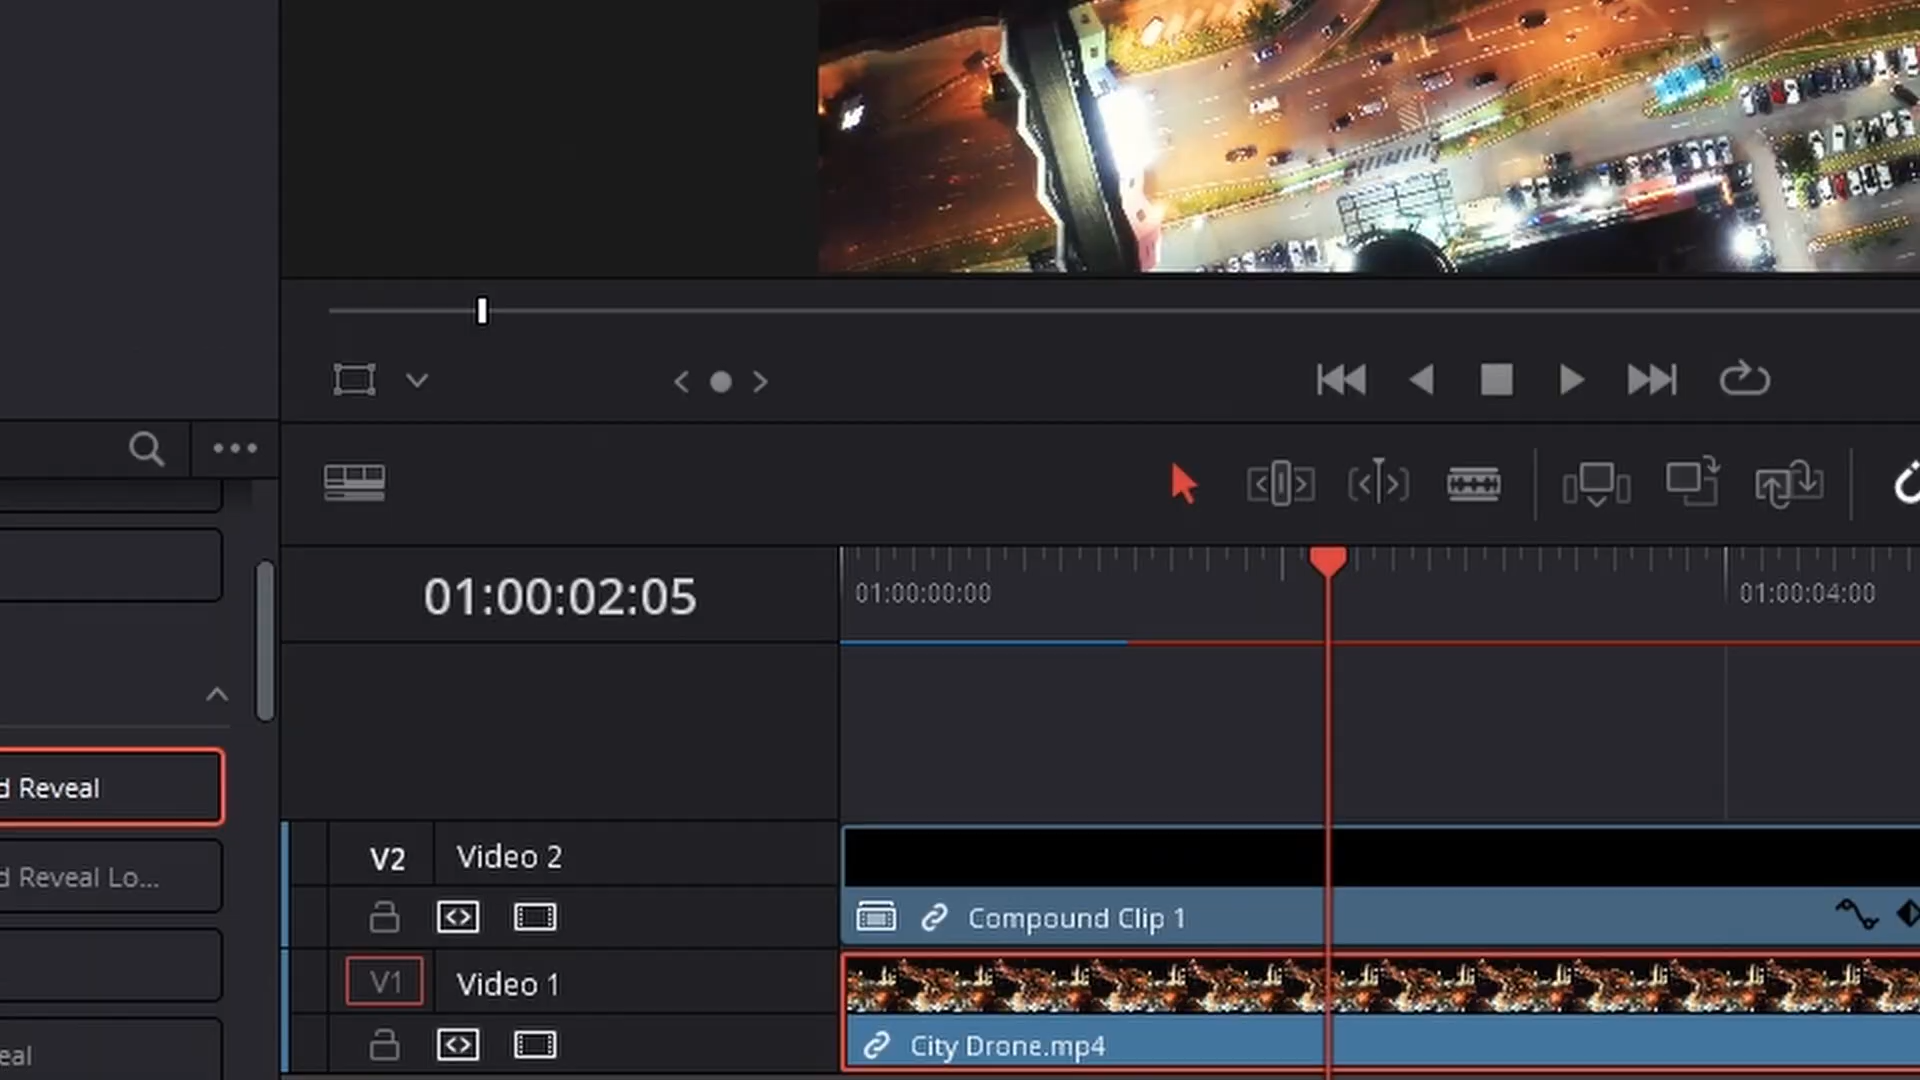 01:00:02:05
01:00:00:00
01:00:04:00
d Reveal
d Reveal Lo...
eal
V2
Video 2
Compound Clip 1
V1
Video 1
City Drone.mp4